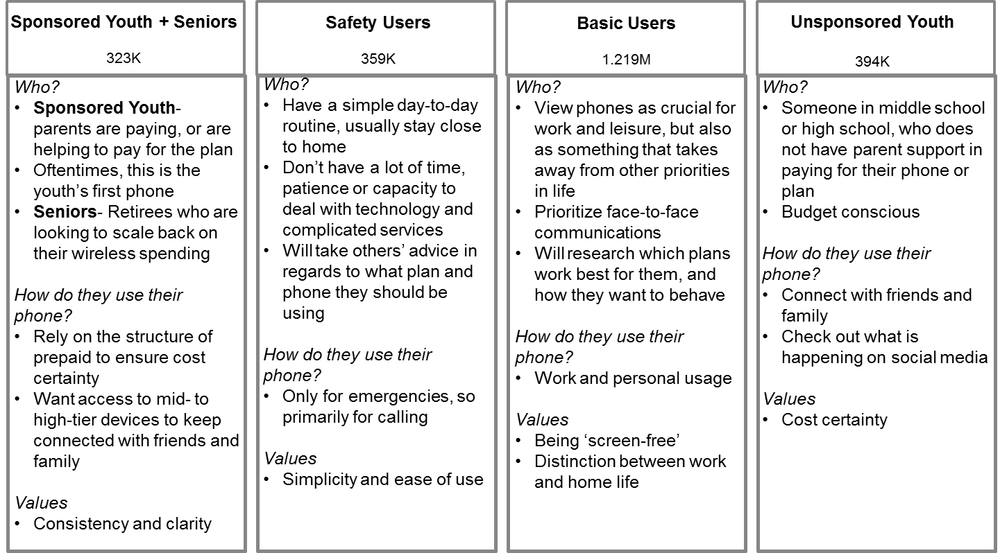 Sponsored Youth + Seniors
323K
Who?
• Sponsored Youth-
parents are paying, or are
helping to pay for the plan
• Oftentimes, this is the
youth's first phone
• Seniors- Retirees who are
looking to scale back on
their wireless spending
How do they use their
phone?
• Rely on the structure of
prepaid to ensure cost
certainty
• Want access to mid- to
high-tier devices to keep
connected with friends and
family
Values
• Consistency and clarity
Safety Users
359K
Who?
• Have a simple day-to-day
routine, usually stay close
to home
• Don't have a lot of time,
patience or capacity to
deal with technology and
complicated services
• Will take others' advice in
regards to what plan and
phone they should be
using
How do they use their
phone?
• Only for emergencies, so
primarily for calling
Values
• Simplicity and ease of use
Basic Users
1.219M
Who?
• View phones as crucial for
work and leisure, but also
as something that takes
away from other priorities
in life
• Prioritize face-to-face
communications
• Will research which plans
work best for them, and
how they want to behave
How do they use their
phone?
• Work and personal usage
Values
• Being ‘screen-free’
• Distinction between work
and home life
Unsponsored Youth
394K
Who?
• Someone in middle school
or high school, who does
not have parent support in
paying for their phone or
plan
• Budget conscious
How do they use their
phone?
• Connect with friends and
family
• Check out what is
happening on social media
Values
• Cost certainty